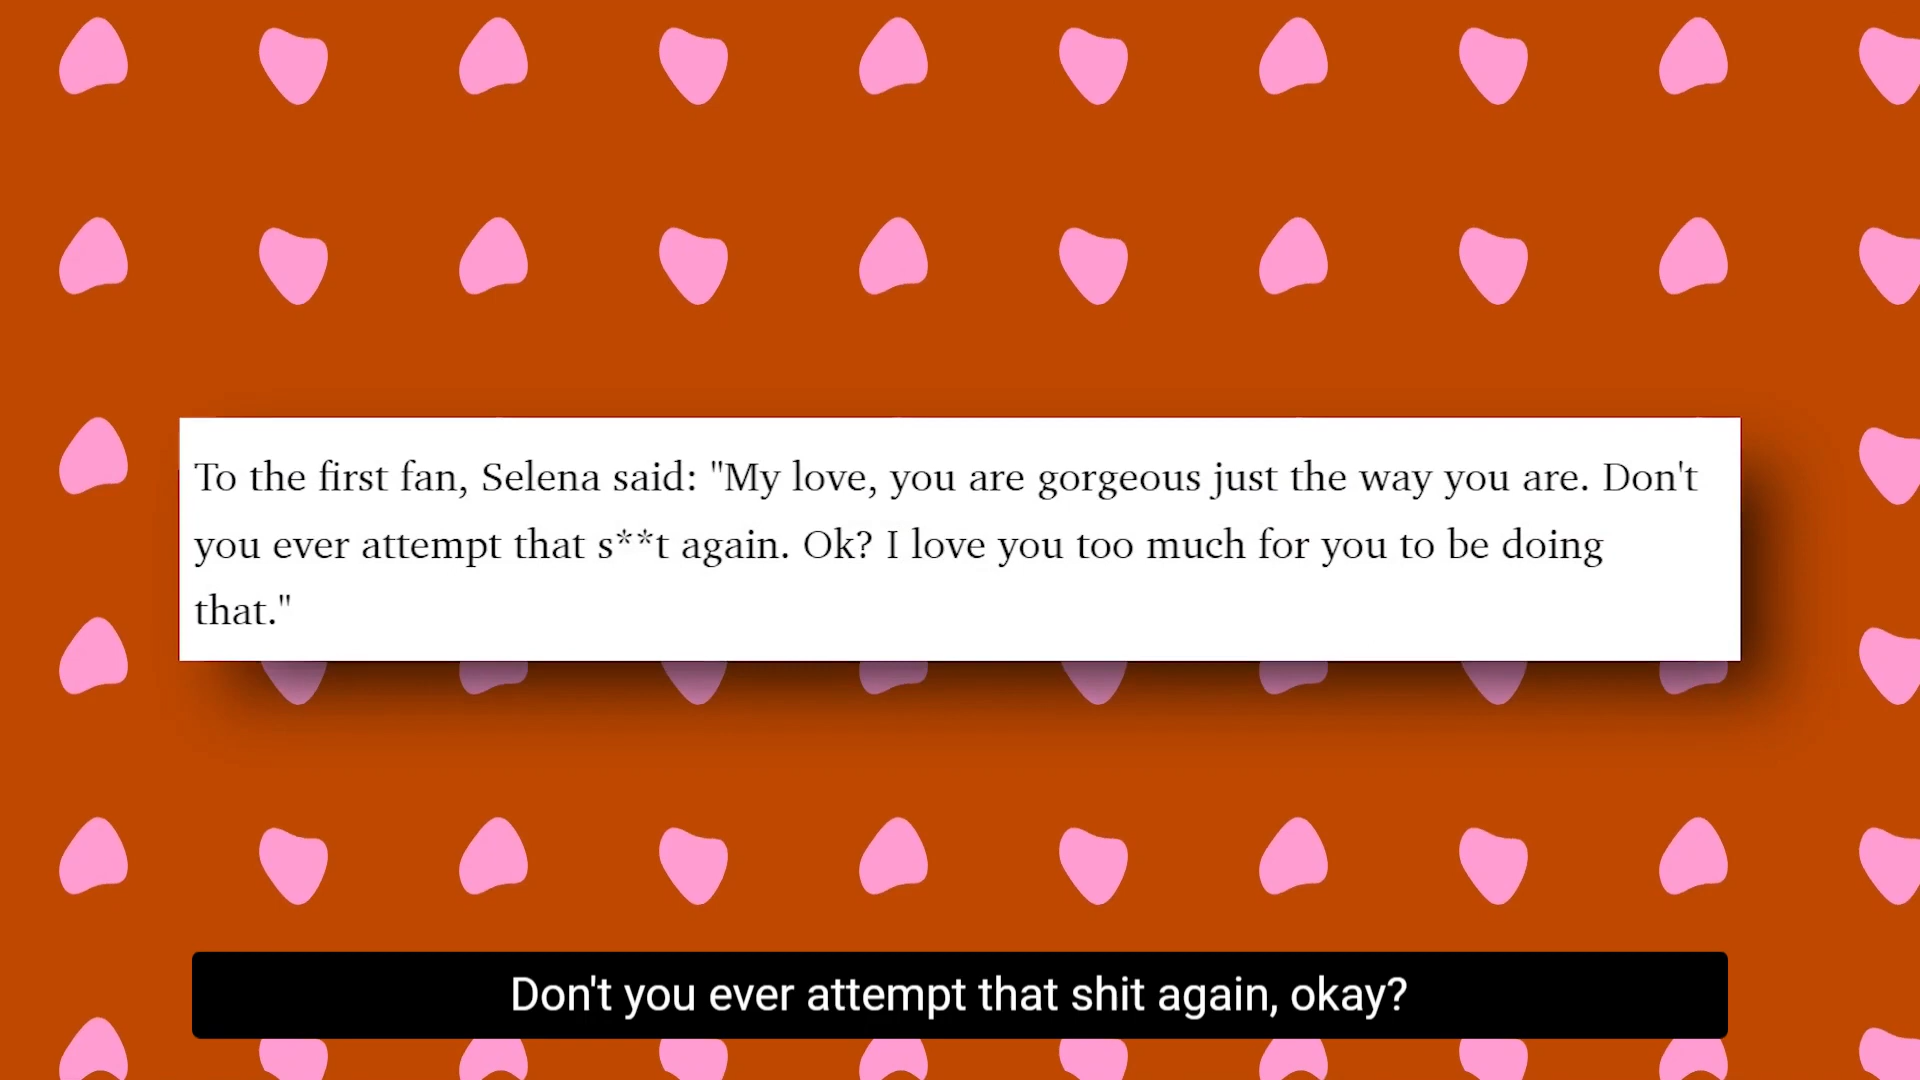 To the first fan, Selena said: "My love, you are gorgeous just the way you are. Don't
you ever attempt that s**t again. Ok? I love you too much for you to be doing
that."
Don't you ever attempt that shit again, okay?